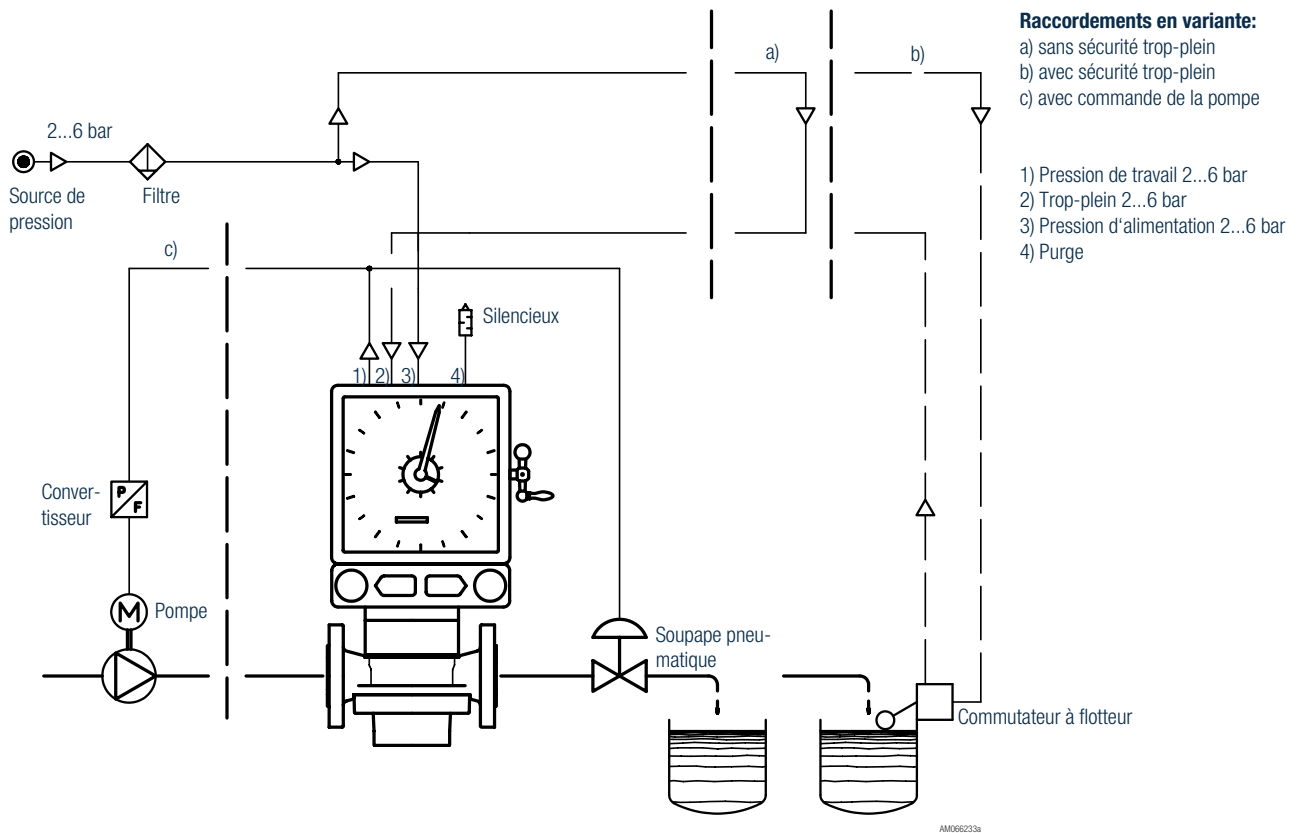 Raccordements en variante:
a) sans sécurité trop-plein
b) avec sécurité trop-plein
c) avec commande de la pompe
1) Pression de travail 2...6 bar
2) Trop-plein 2...6 bar
3) Pression d‘alimentation 2...6 bar
4) Purge
a)
b)
2...6 bar
Source de
pression
Filtre
c)
Silencieux
1) 2) 3) 4)
Conver-
tisseur
P
F
M
Pompe
Soupape pneu-
matique
Commutateur à flotteur
AM066233a